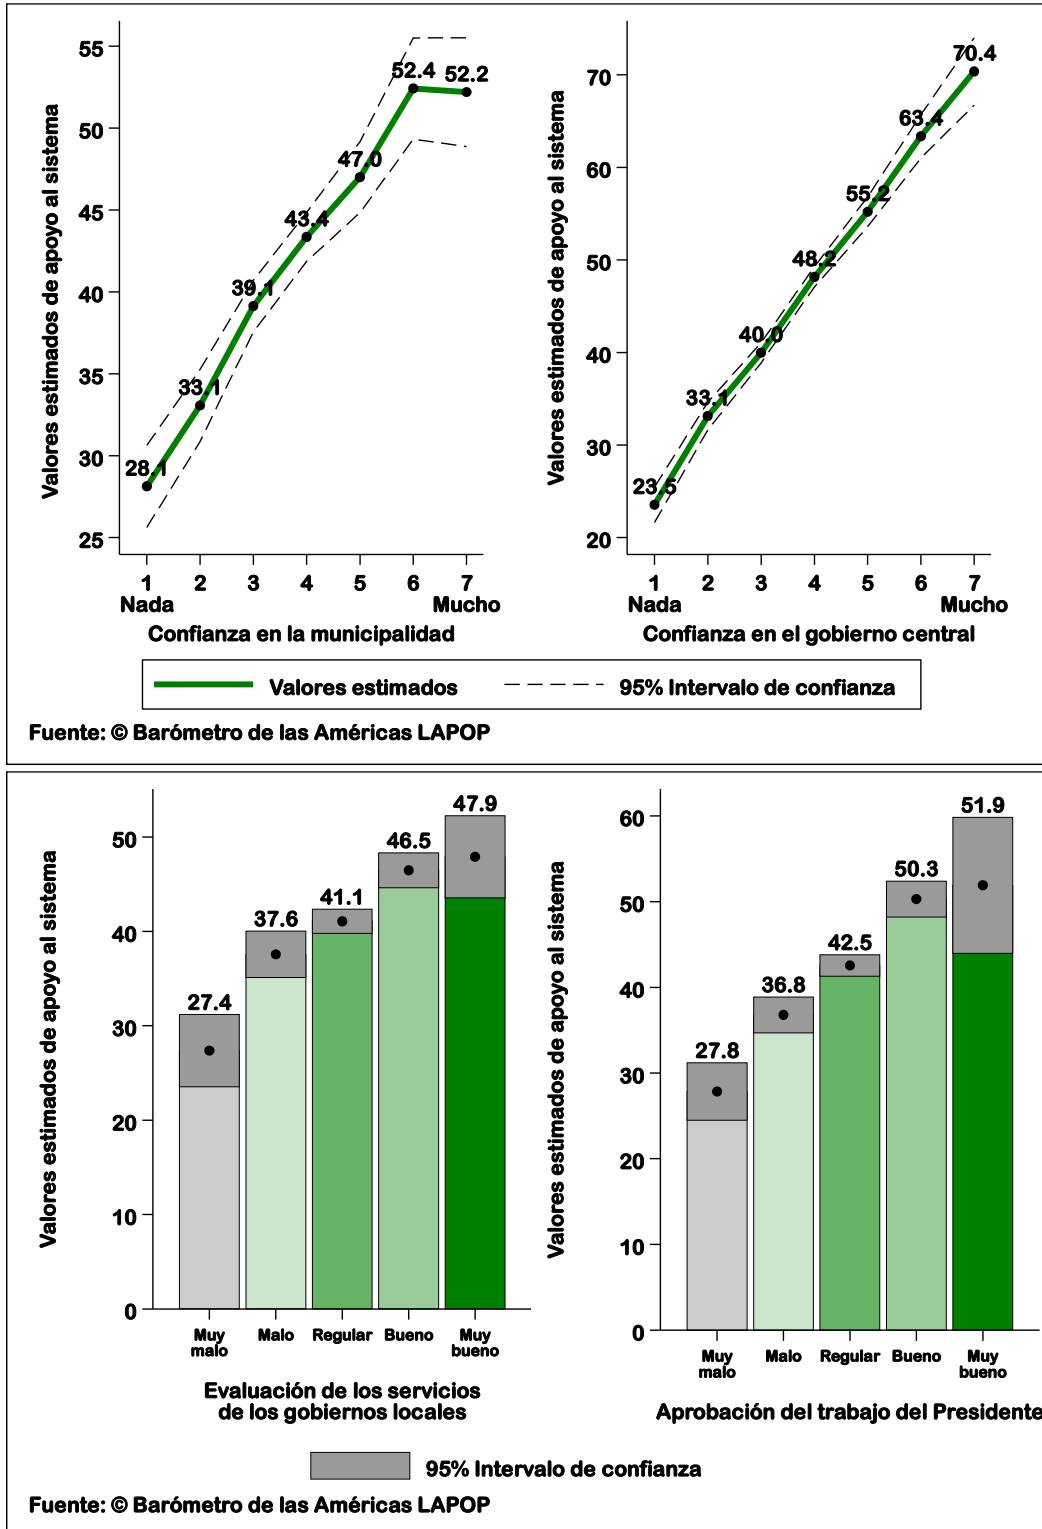 Valores estimados de apoyo al sistema
55
50
45
40
35
30
25
28.1
33.1
39.1
43.4
47.0
52.4
52.2
1 2 3 4 5 6 7
Nada Mucho
Confianza en la municipalidad
Valores estimados de apoyo al sistema
70
60
50
40
30
20
23.5
33.1
40.0
48.2
55.2
63.4
70.4
1 2 3 4 5 6 7
Nada Mucho
Confianza en el gobierno central
Valores estimados 95% Intervalo de confianza
Fuente: © Barómetro de las Américas LAPOP
Valores estimados de apoyo al sistema
50
40
30
20
10
0
27.4
37.6
41.1
46.5
47.9
Muy malo
Malo
Regular
Bueno
Muy bueno
Evaluación de los servicios
de los gobiernos locales
Valores estimados de apoyo al sistema
60
50
40
30
20
10
0
27.8
36.8
42.5
50.3
51.9
Muy malo
Malo
Regular
Bueno
Muy bueno
Aprobación del trabajo del Presidente
95% Intervalo de confianza
Fuente: © Barómetro de las Américas LAPOP